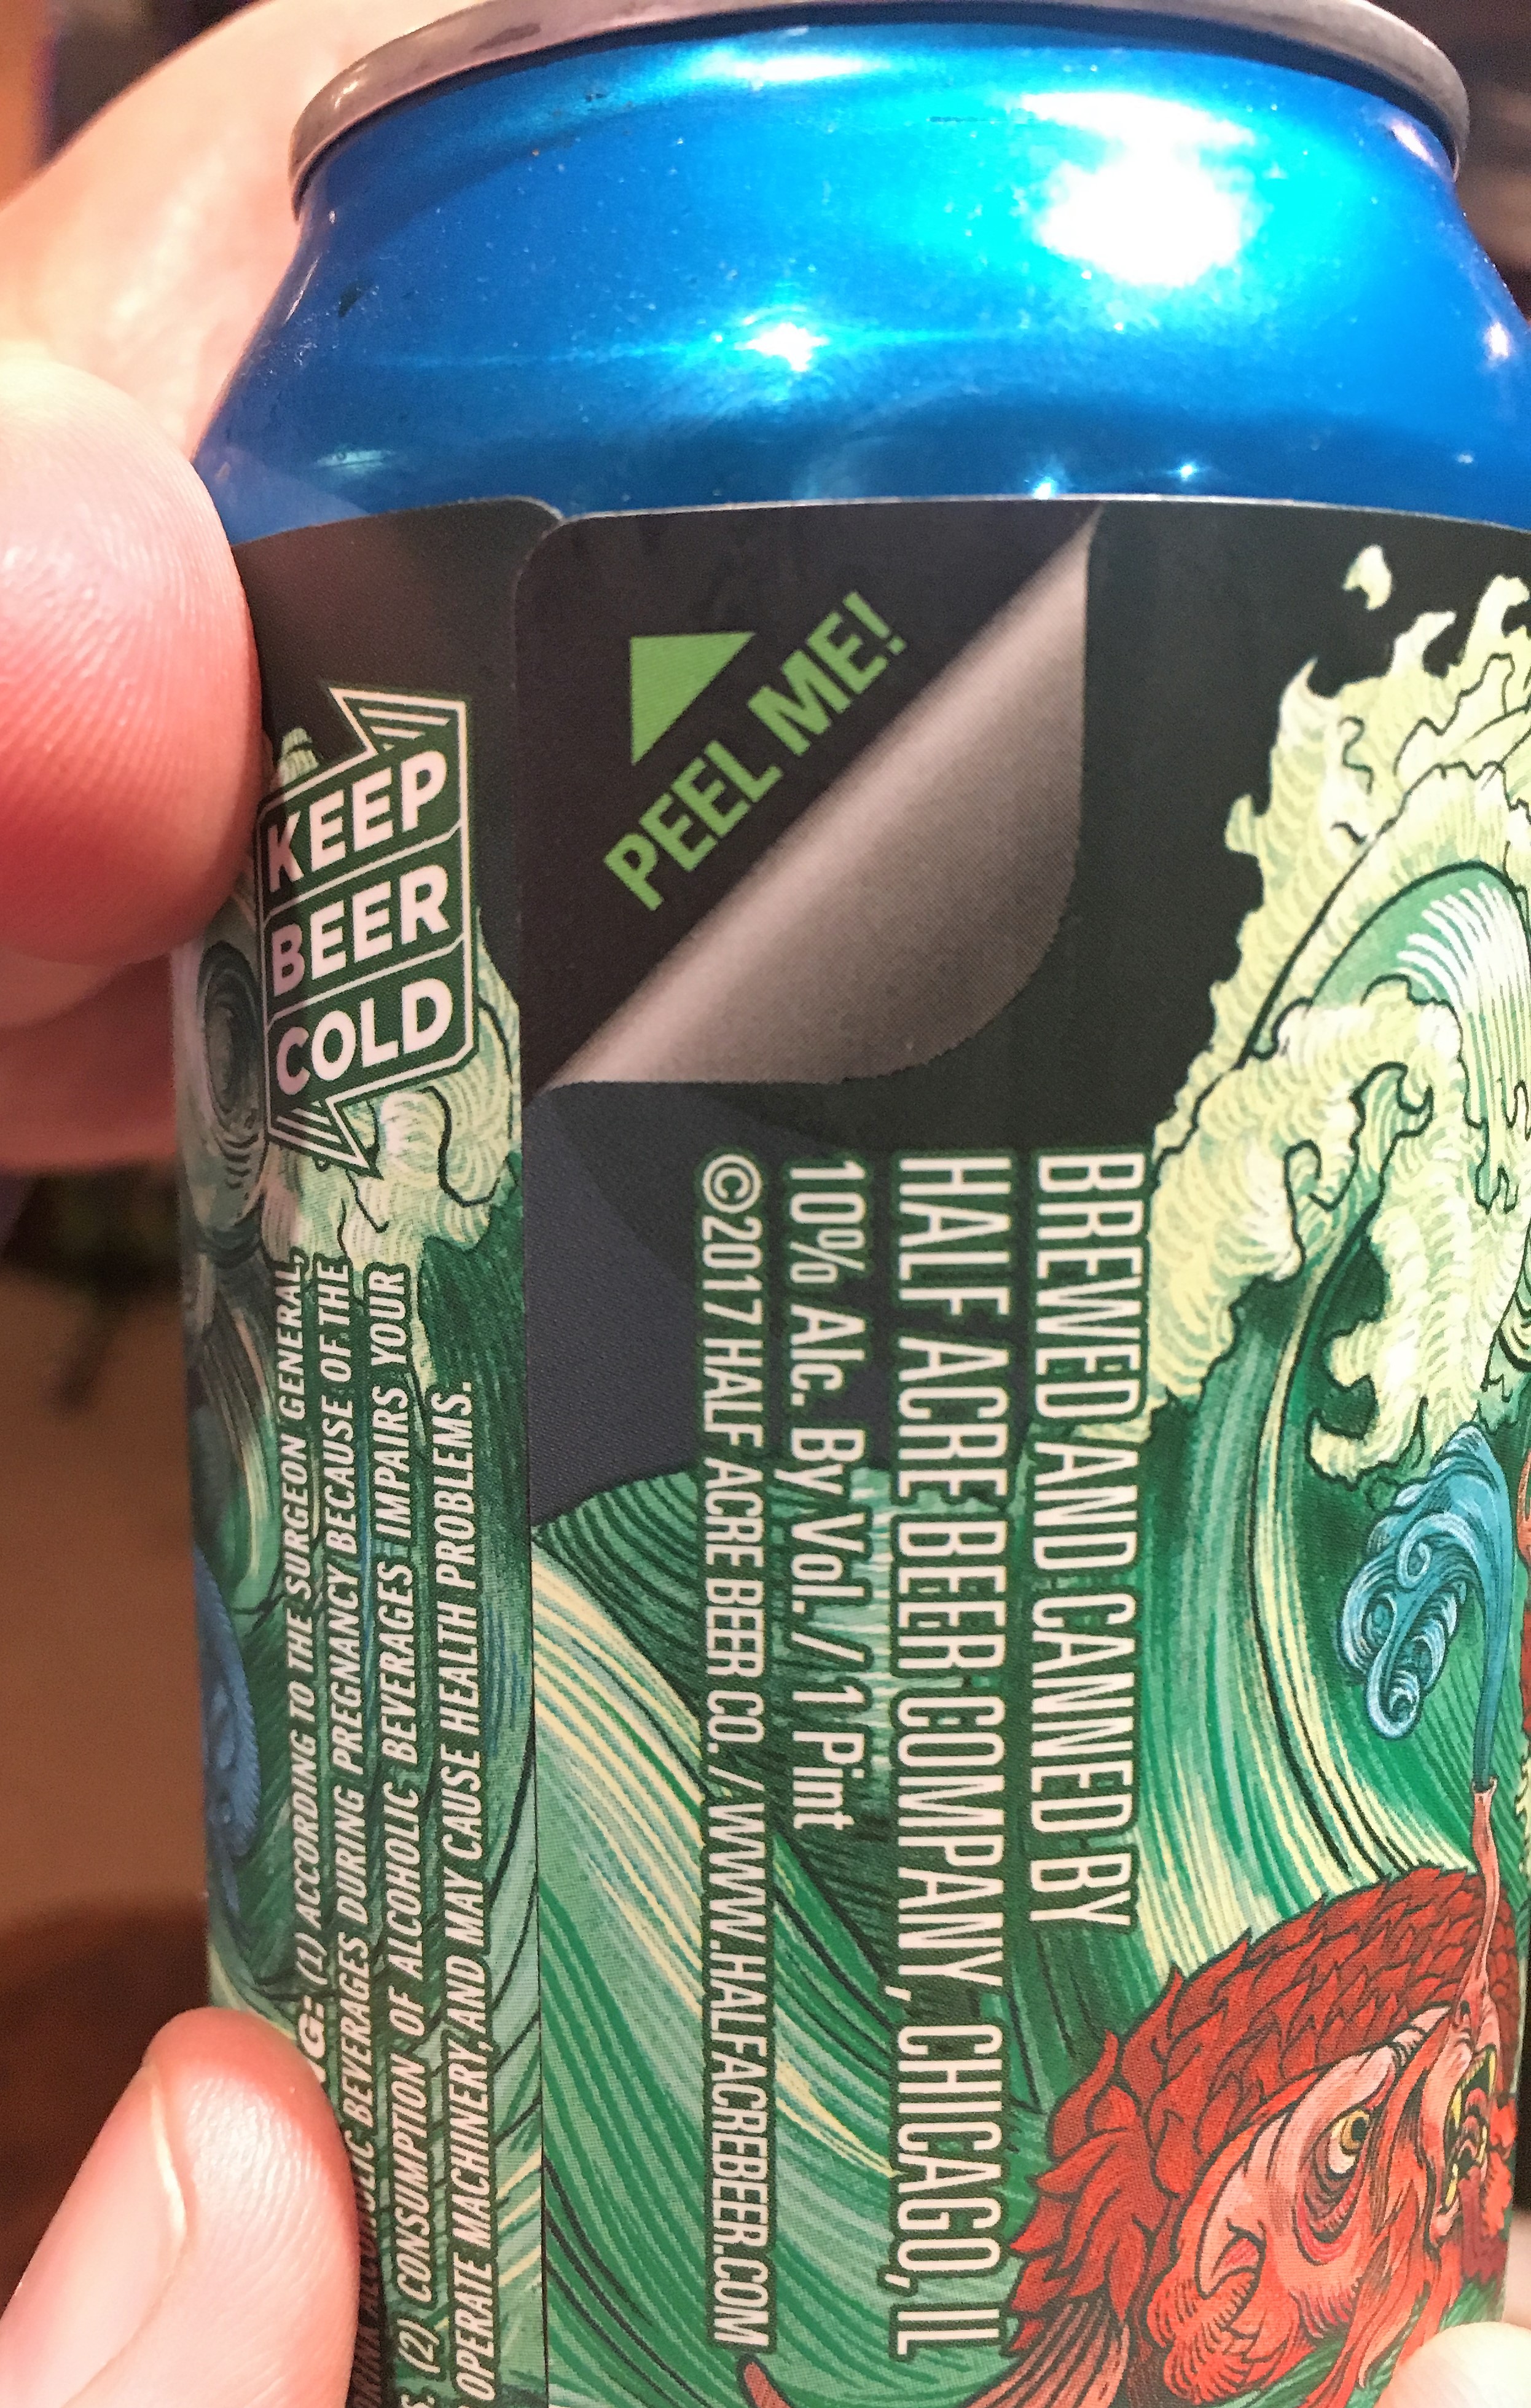 KEEP
BEER
COLD
PEEL ME!
BREWED AND CANNED BY
HALF ACRE BEER COMPANY, CHICAGO, IL
10% Alc. By Vol. / 1 Pint
©2017 HALF ACRE BEER CO. / WWW.HALFACREBEER.COM
(1) ACCORDING TO THE SURGEON GENERAL,
BEVERAGES DURING PREGNANCY BECAUSE OF THE
(2) CONSUMPTION OF ALCOHOLIC BEVERAGES IMPAIRS YOUR
OPERATE MACHINERY, AND MAY CAUSE HEALTH PROBLEMS.